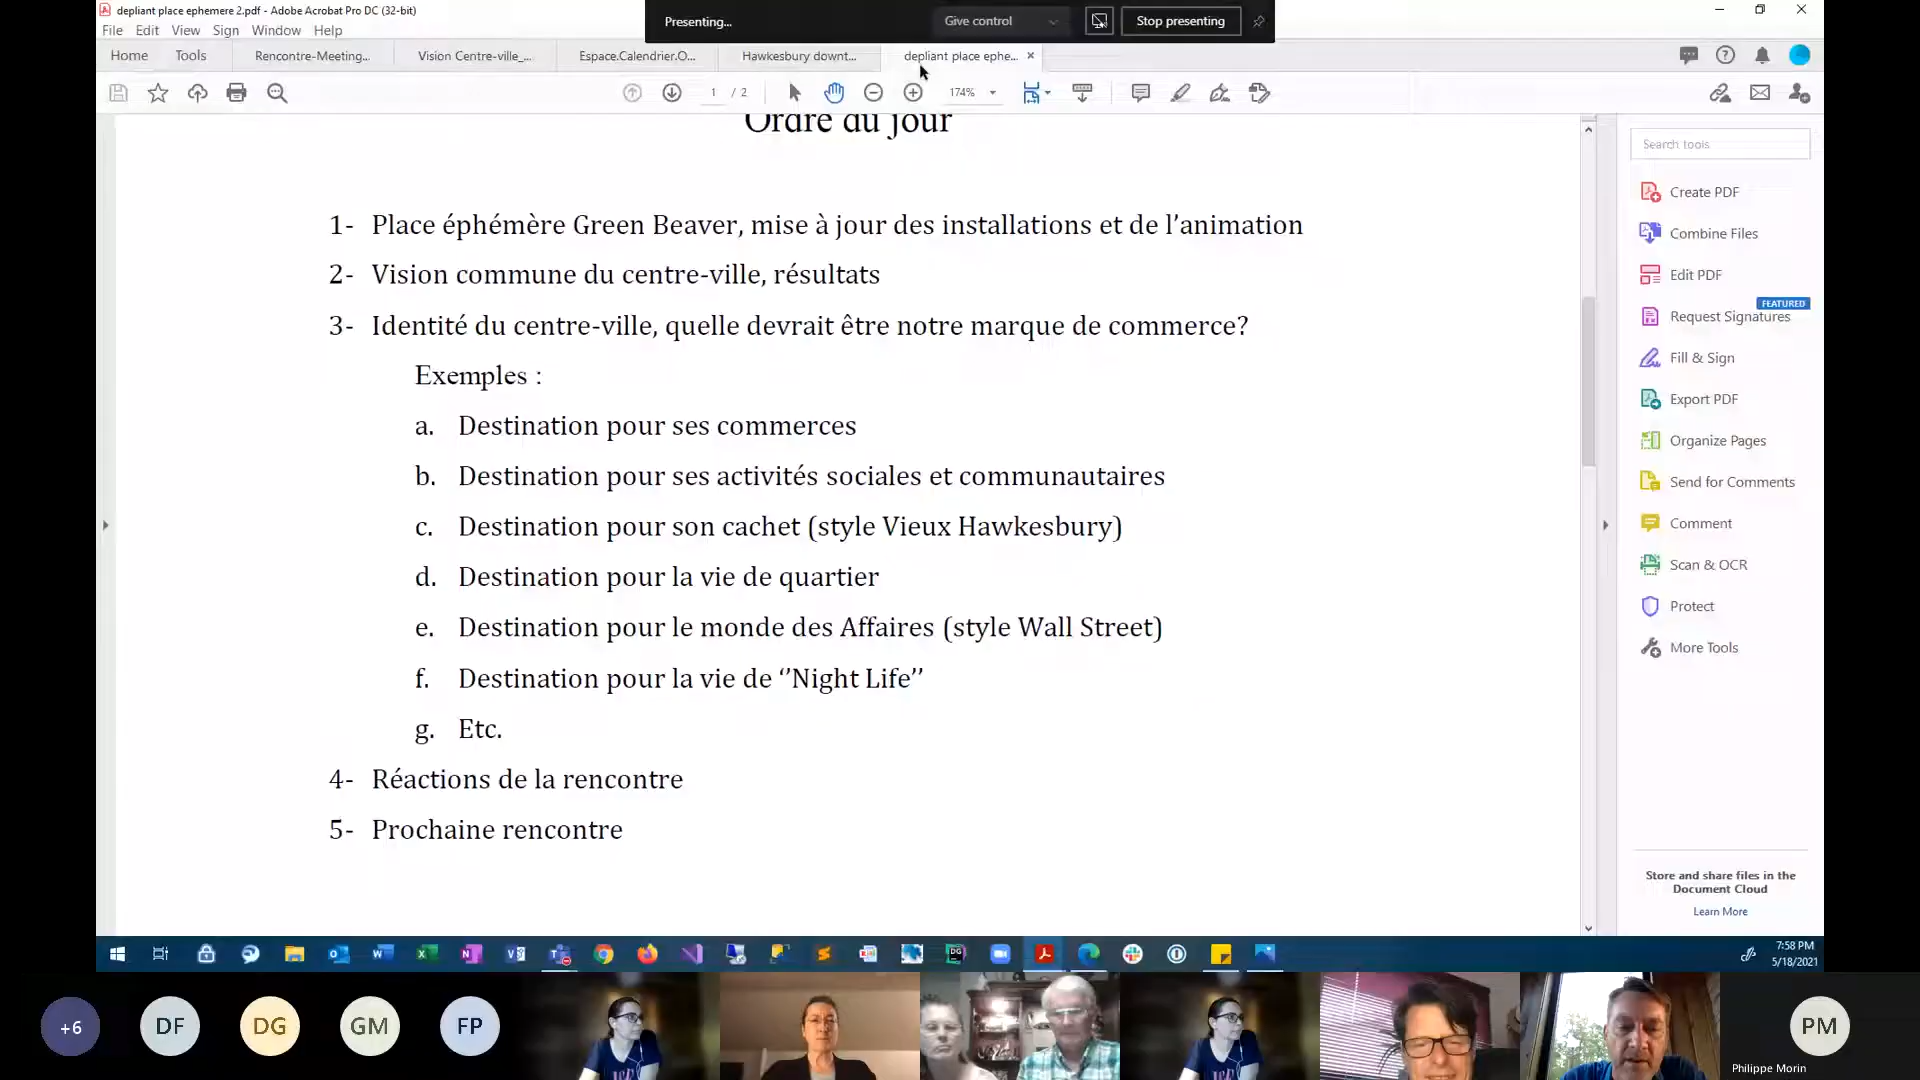 depliant place ephemere 2.pdf - Adobe Acrobat Pro DC (32-bit)
File Edit View Sign Window Help
Presenting...
Give control
Stop presenting
Home
Tools
Rencontre-Meeting...
Vision Centre-ville_...
Espace.Calendrier.O...
Hawkesbury downt...
depliant place ephe...
1 / 2
174%
Ordre du jour
1- Place éphémère Green Beaver, mise à jour des installations et de l’animation
2- Vision commune du centre-ville, résultats
3- Identité du centre-ville, quelle devrait être notre marque de commerce?
Exemples :
a. Destination pour ses commerces
b. Destination pour ses activités sociales et communautaires
c. Destination pour son cachet (style Vieux Hawkesbury)
d. Destination pour la vie de quartier
e. Destination pour le monde des Affaires (style Wall Street)
f. Destination pour la vie de ‘’Night Life’’
g. Etc.
4- Réactions de la rencontre
5- Prochaine rencontre
Search tools
Create PDF
Combine Files
Edit PDF
FEATURED
Request Signatures
Fill & Sign
Export PDF
Organize Pages
Send for Comments
Comment
Scan & OCR
Protect
More Tools
Store and share files in the
Document Cloud
Learn More
7:58 PM
5/18/2021
+6
DF
DG
GM
FP
PM
Philippe Morin